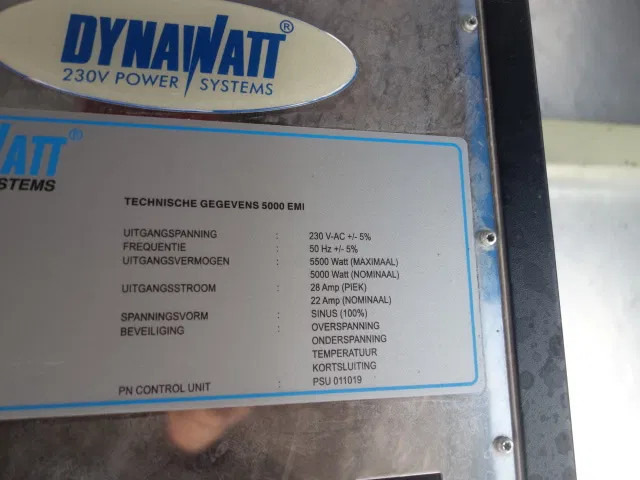 DYNAWATT®
230V POWER SYSTEMS
WATT®
STEMS
TECHNISCHE GEGEVENS 5000 EMI
UITGANGSPANNING : 230 V-AC +/- 5%
FREQUENTIE : 50 Hz +/- 5%
UITGANGSVERMOGEN : 5500 Watt (MAXIMAAL)
5000 Watt (NOMINAAL)
UITGANGSSTROOM : 28 Amp (PIEK)
22 Amp (NOMINAAL)
SPANNINGSVORM : SINUS (100%)
BEVEILIGING : OVERSPANNING
ONDERSPANNING
TEMPERATUUR
KORTSLUITING
PN CONTROL UNIT : PSU 011019